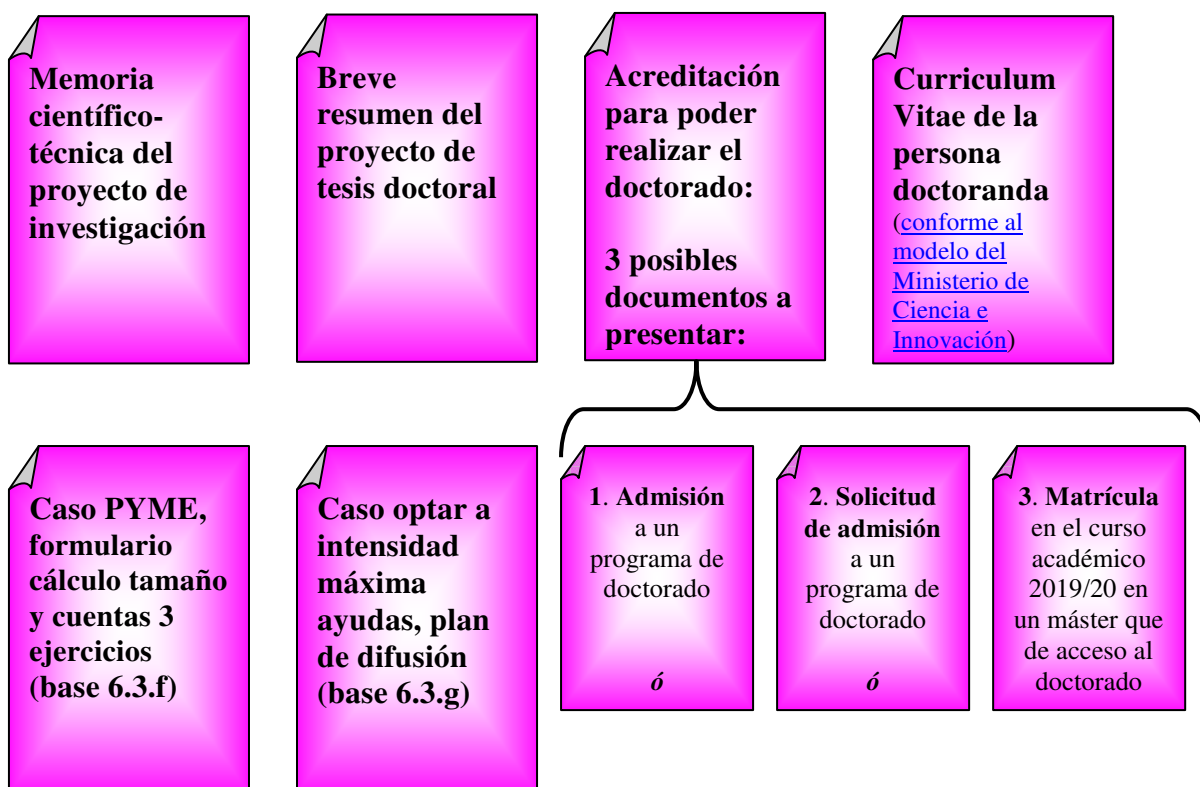 Memoria
científico-
técnica del
proyecto de
investigación
Breve
resumen del
proyecto de
tesis doctoral
Acreditación
para poder
realizar el
doctorado:
3 posibles
documentos a
presentar:
Curriculum
Vitae de la
persona
doctoranda
(conforme al
modelo del
Ministerio de
Ciencia e
Innovación)
Caso PYME,
formulario
cálculo tamaño
y cuentas 3
ejercicios
(base 6.3.f)
Caso optar a
intensidad
máxima
ayudas, plan
de difusión
(base 6.3.g)
1. Admisión
a un
programa de
doctorado
ó
2. Solicitud
de admisión
a un
programa de
doctorado
ó
3. Matrícula
en el curso
académico
2019/20 en
un máster que
de acceso al
doctorado